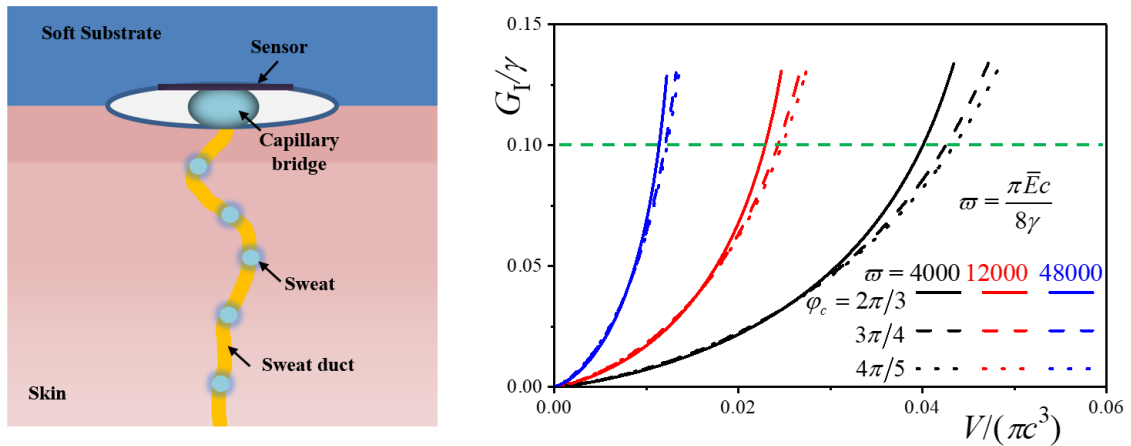 Soft Substrate
Sensor
Capillary
bridge
Sweat
Sweat duct
Skin
G_I/γ
0.15
0.10
0.05
0.00
0.00
0.02
0.04
0.06
V/(πc³)
ϖ = πĒc/8γ
ϖ = 4000 12000 48000
φ_c = 2π/3
3π/4
4π/5